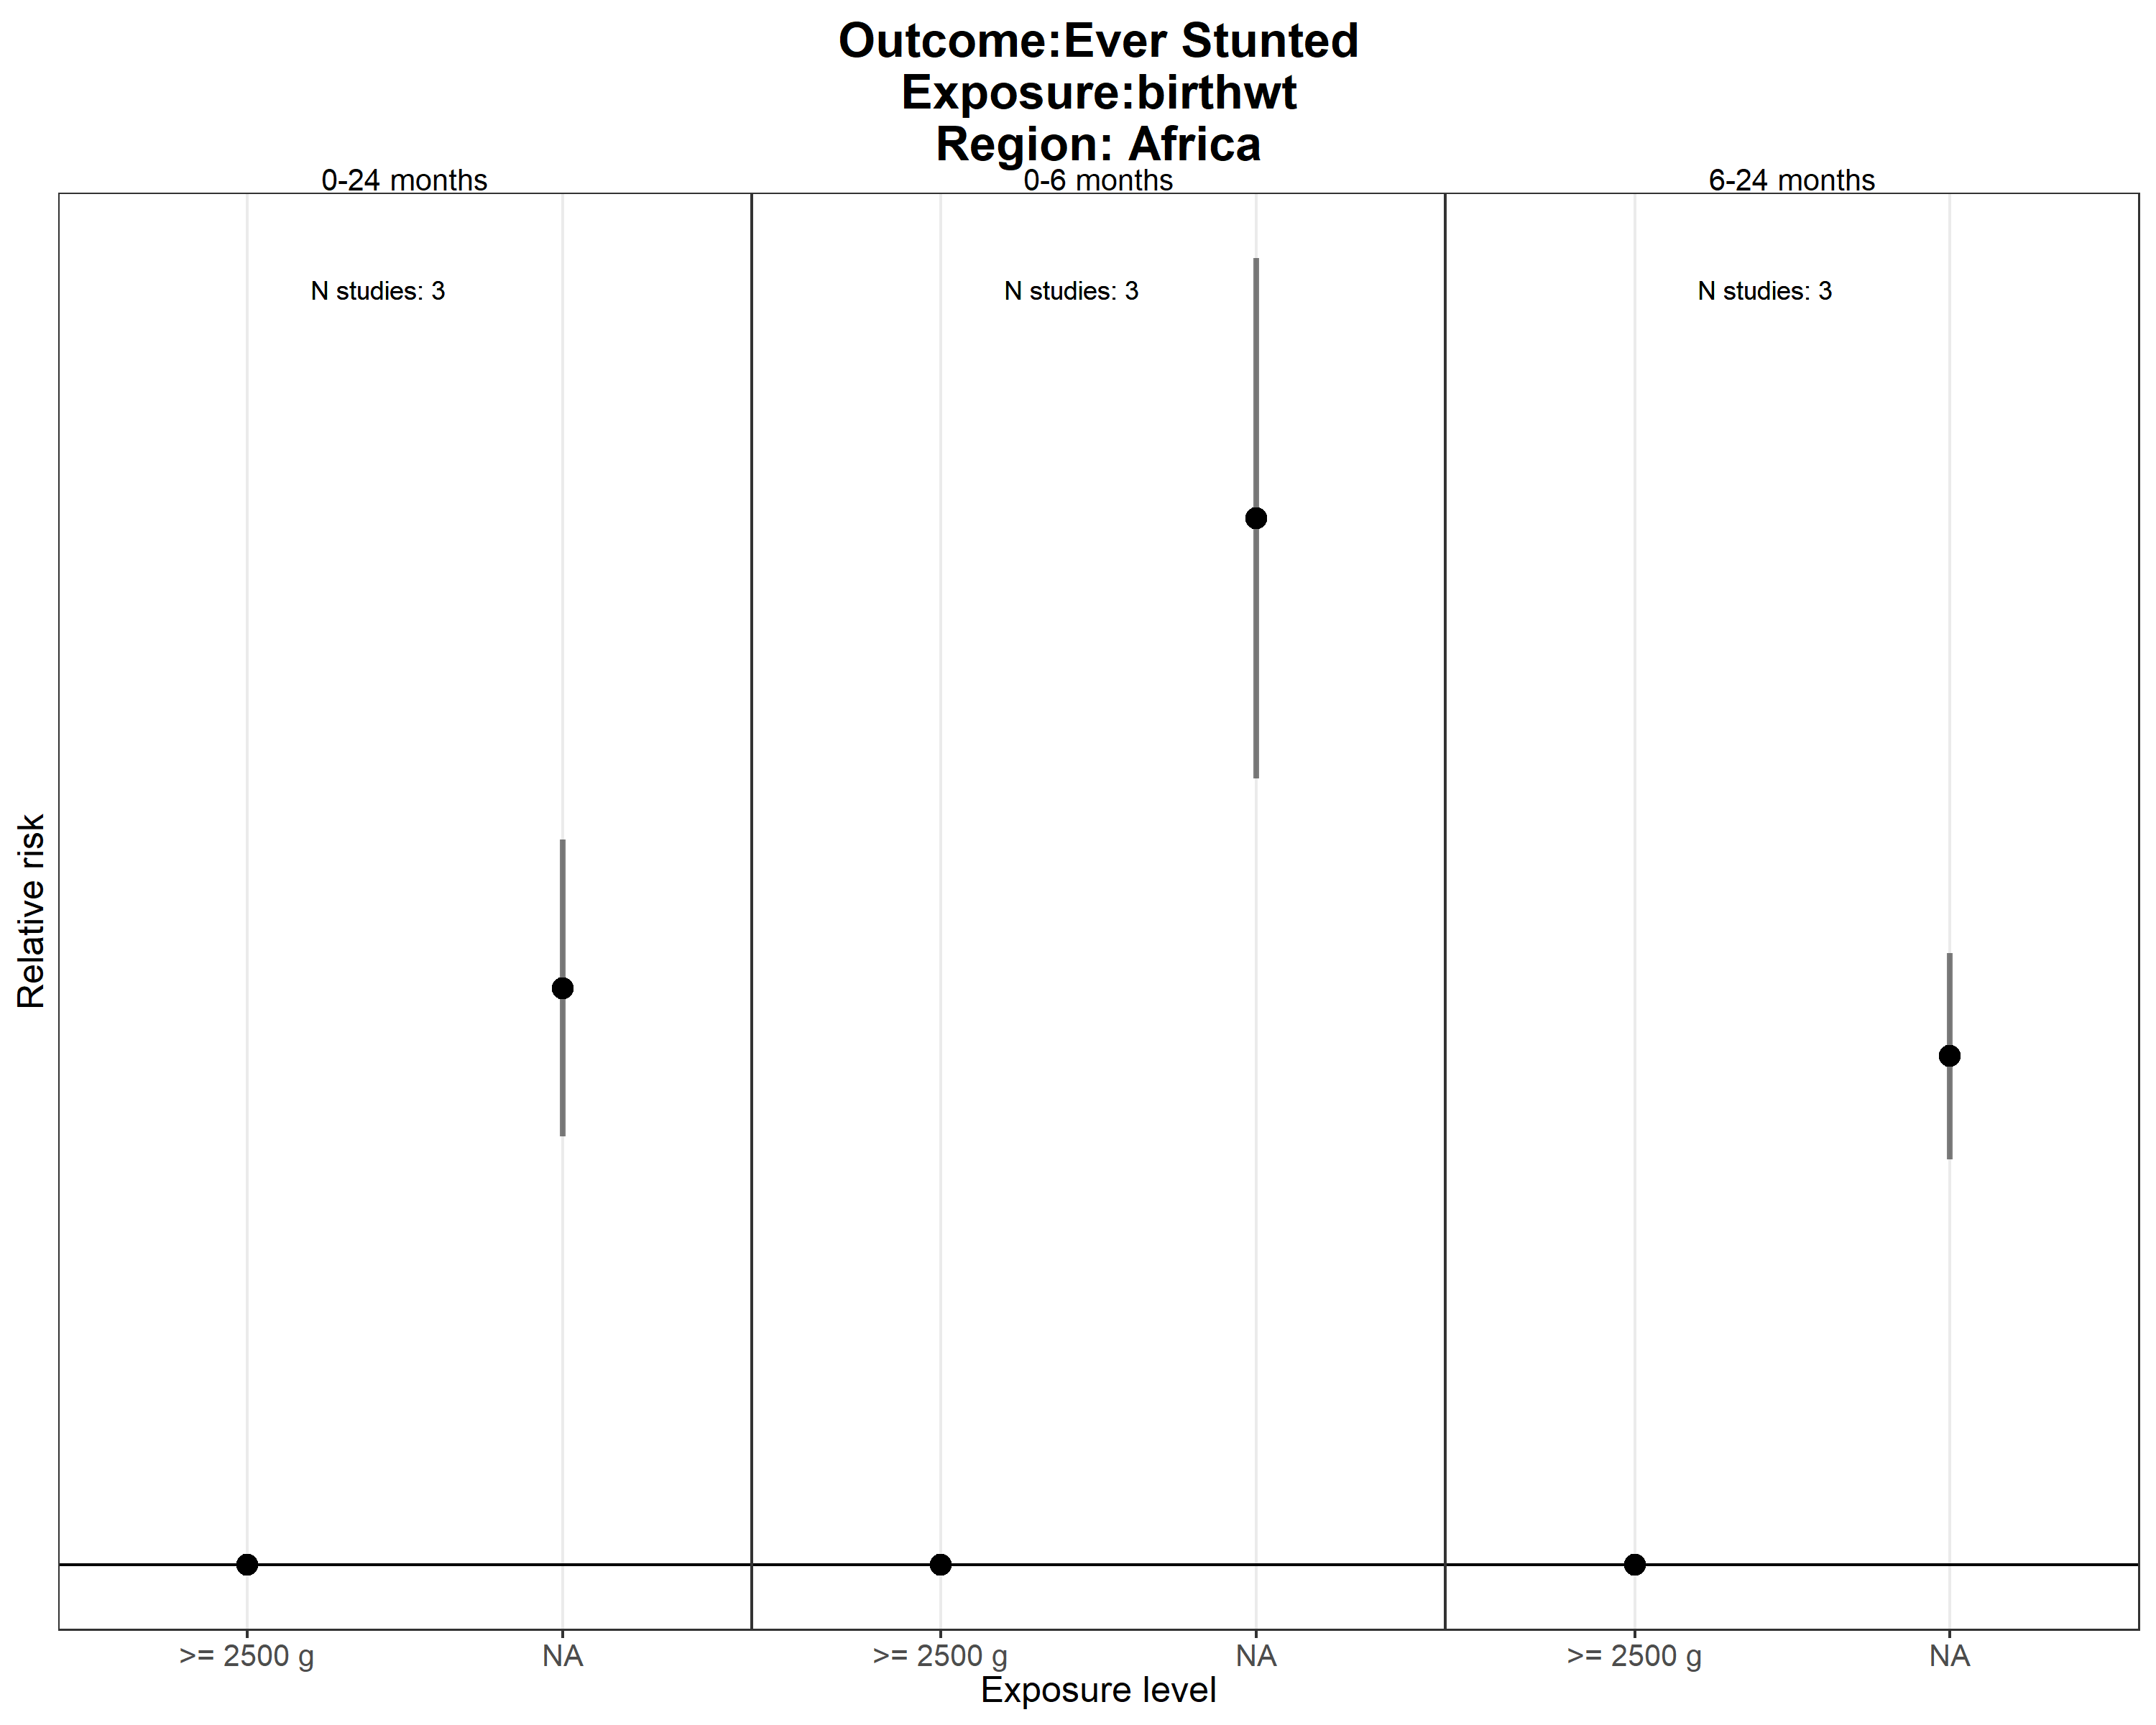 Outcome:Ever Stunted
Exposure:birthwt
Region: Africa
0-24 months
0-6 months
6-24 months
N studies: 3
N studies: 3
N studies: 3
Relative risk
>= 2500 g
NA
>= 2500 g
NA
>= 2500 g
NA
Exposure level